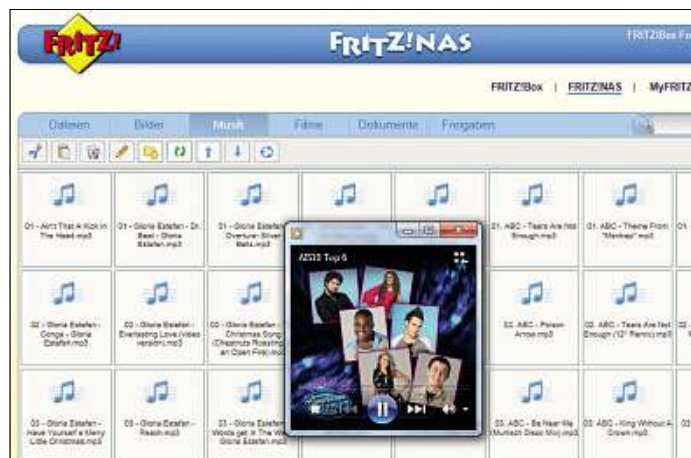 FRITZ!
FRITZ!NAS
FRITZ!Box Fo
FRITZ!Box | FRITZ!NAS | MyFRITZ
Dateien Bilder Musik Filme Dokumente Freigaben
01 - Ain't That A Kick in
The Head.mp3
01 - Gloria Estefan - Dr.
Beat - Gloria
Estefan.mp3
01 - Gloria Estefan
Overture- Silver
Bells.mp3
01. ABC - Tears Are Not
Enough.mp3
01. ABC - Theme From
"Mantrap".mp3
01.
AIS10 Top 6
02 - Gloria Estefan -
Conga - Gloria
Estefan.mp3
02 - Gloria Estefan -
Everlasting Love (video
version).mp3
02 - Gloria Estefan
Christmas Song
(Chestnuts Roasting
an Open Fire).mp3
02. ABC - Poison
Arrow.mp3
02. ABC - Tears Are Not
Enough (12" Remix).mp3
02.
03 - Gloria Estefan -
Have Yourself a Merry
Little Christmas.mp3
03 - Gloria Estefan -
Reach.mp3
03 - Gloria Estefan
Words get In The Wa
Gloria Estefan.mp3
03. ABC - Be Near Me
(Munich Disco Mix).mp3
03. ABC - King Without A
Crown.mp3
03